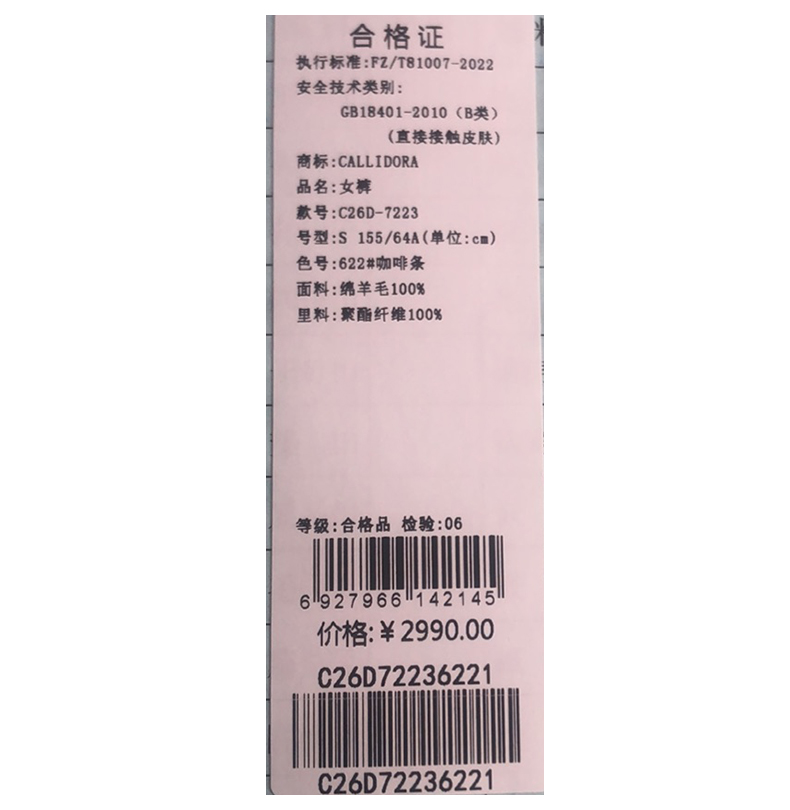 合格证
执行标准:FZ/T81007-2022
安全技术类别:
GB18401-2010（B类）
(直接接触皮肤)
商标:CALLIDORA
品名:女裤
款号:C26D-7223
号型:S 155/64A(单位:cm)
色号:622#咖啡条
面料:绵羊毛100%
里料:聚酯纤维100%
等级:合格品 检验:06
6 927966 142145
价格:¥2990.00
C26D72236221
C26D72236221